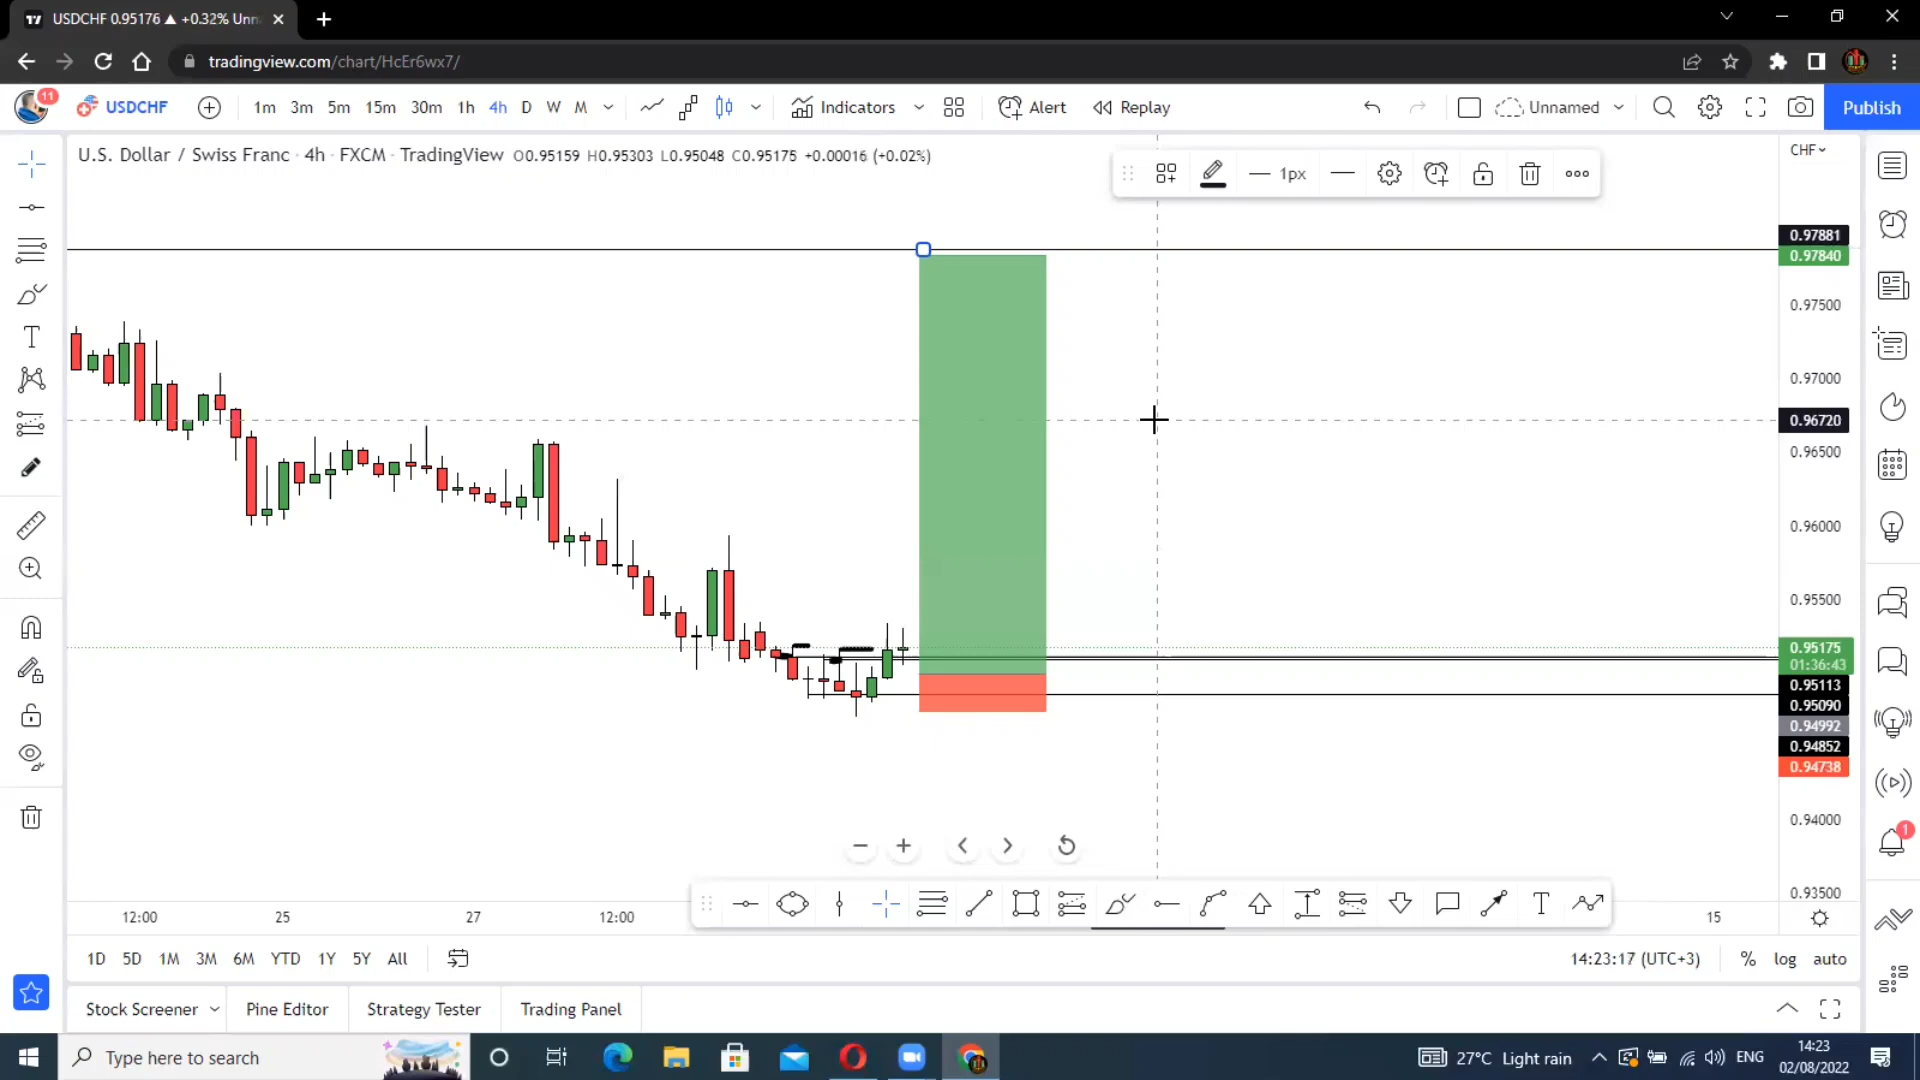 USDCHF 0.95176 ▲ +0.32% Unn
tradingview.com/chart/HcEr6wx7/
11
USDCHF
1m 3m 5m 15m 30m 1h 4h D W M
Indicators
Alert
Replay
Unnamed
Publish
U.S. Dollar / Swiss Franc · 4h · FXCM · TradingView O0.95159 H0.95303 L0.95048 C0.95175 +0.00016 (+0.02%)
1px
CHF
0.97881
0.97840
0.97500
0.97000
0.96720
0.96500
0.96000
0.95500
0.95175
01:36:43
0.95113
0.95090
0.94992
0.94852
0.94738
0.94000
0.93500
1
12:00 25 27 12:00 15
1D 5D 1M 3M 6M YTD 1Y 5Y All
14:23:17 (UTC+3) % log auto
Stock Screener
Pine Editor
Strategy Tester
Trading Panel
Type here to search
27°C Light rain
ENG
14:23
02/08/2022